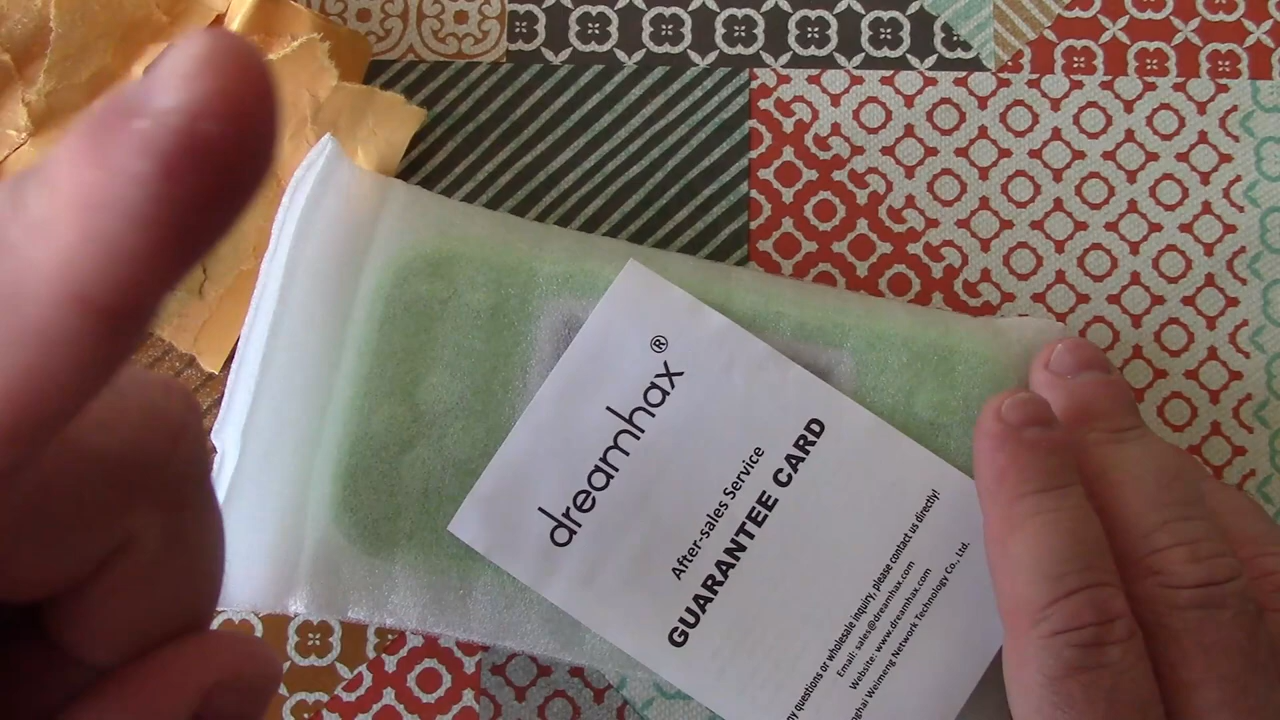 dreamhax ®
After-sales Service
GUARANTEE CARD
questions or wholesale inquiry, please contact us directly!
Email: sales@dreamhax.com
Website: www.dreamhax.com
Weimeng Network Technology Co., Ltd.